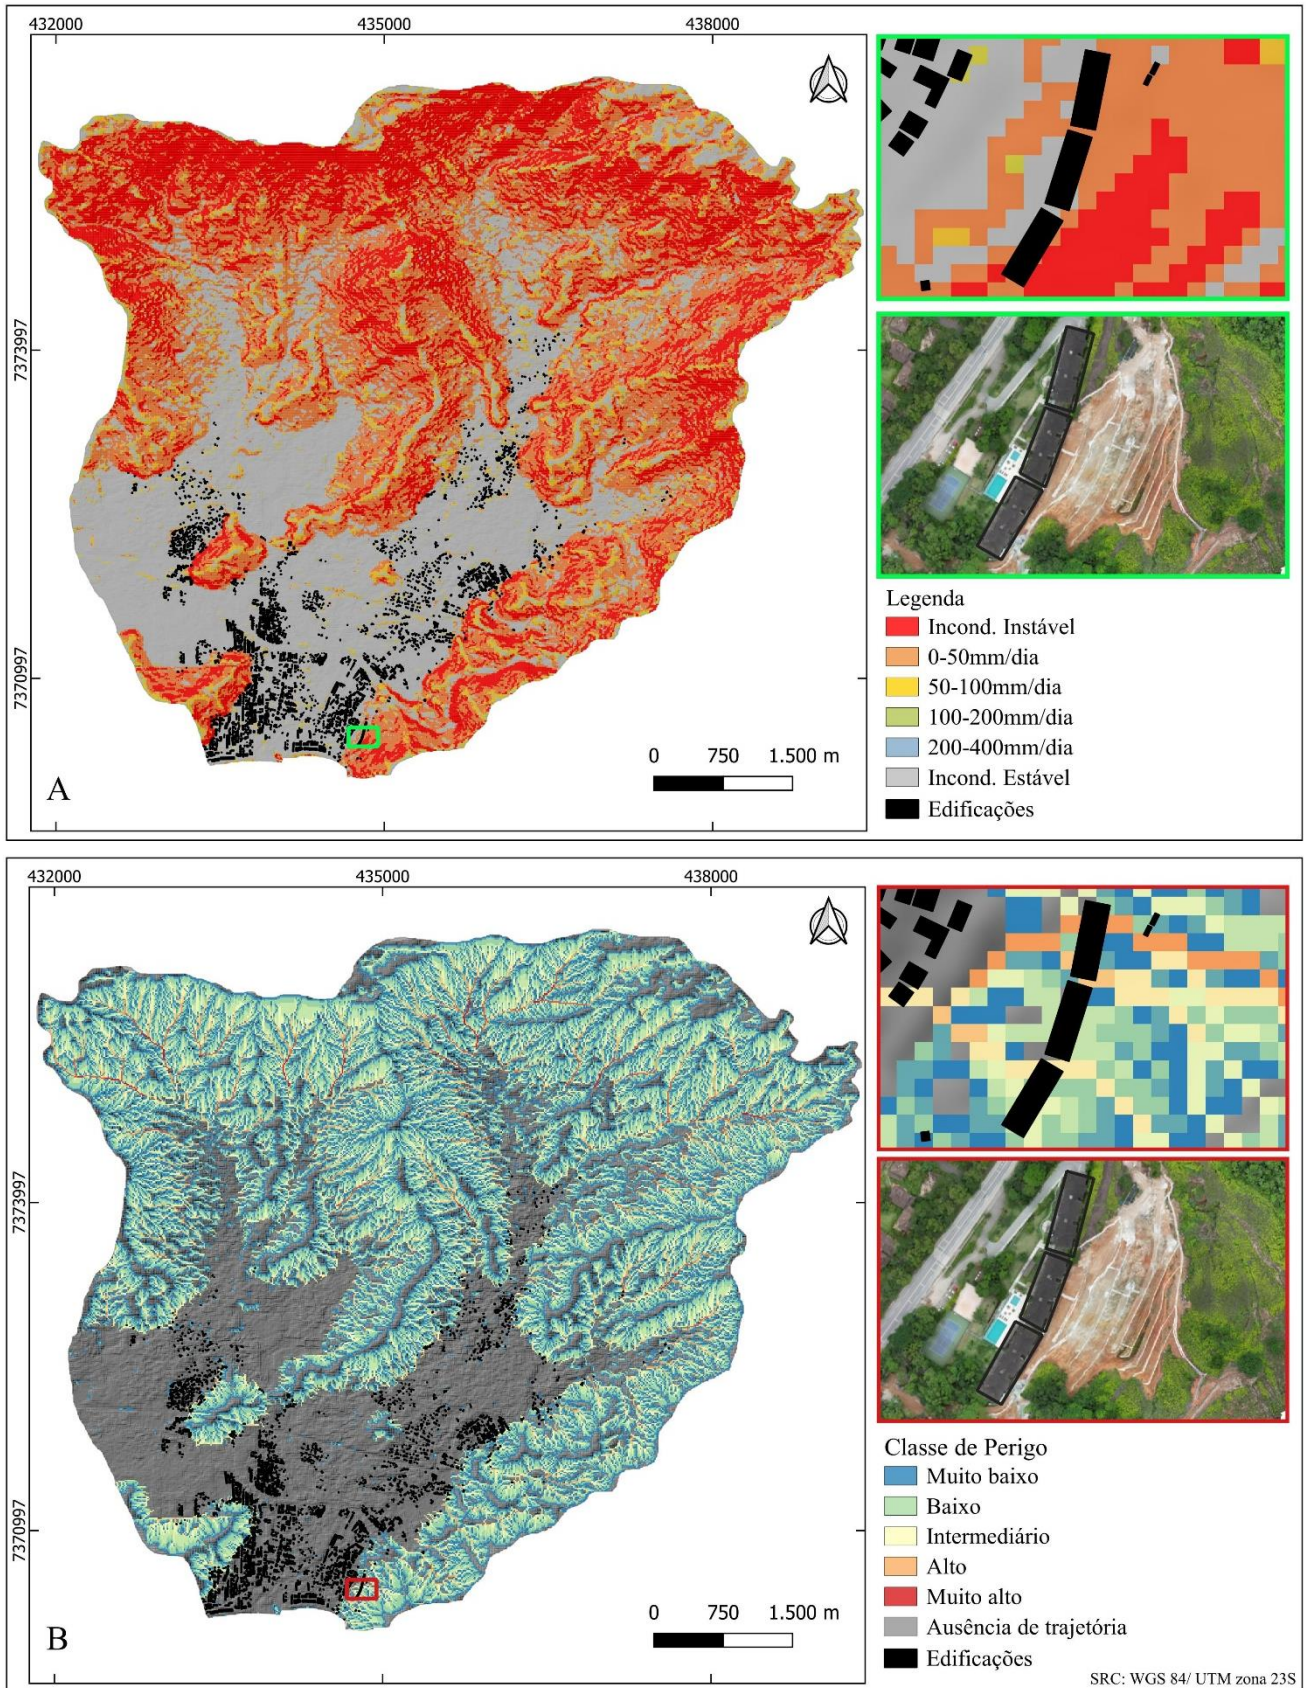 432000 435000 438000
7373997
7370997
0 750 1.500 m
A
Legenda
Incond. Instável
0-50mm/dia
50-100mm/dia
100-200mm/dia
200-400mm/dia
Incond. Estável
Edificações
432000 435000 438000
7373997
7370997
0 750 1.500 m
B
Classe de Perigo
Muito baixo
Baixo
Intermediário
Alto
Muito alto
Ausência de trajetória
Edificações
SRC: WGS 84/ UTM zona 23S